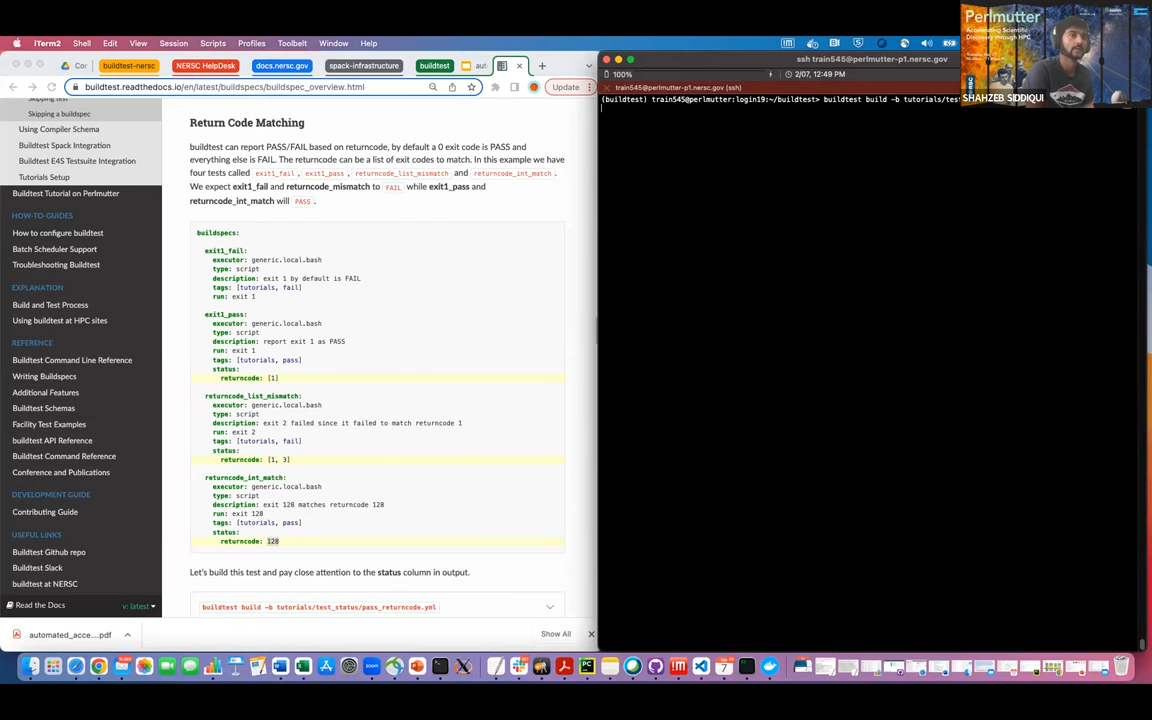 iTerm2 Shell Edit View Session Scripts Profiles Toolbelt Window Help
Perlmutter
Accelerating Scientific
Discovery through HPC
SHAHZEB SIDDIQUI
buildtest-nersc NERSC HelpDesk docs.nersc.gov spack-infrastructure buildtest
buildtest.readthedocs.io/en/latest/buildspecs/buildspec_overview.html
Update
ssh train545@perlmutter-p1.nersc.gov
100%
2/07, 12:49 PM
train545@perlmutter-p1.nersc.gov (ssh)
(buildtest) train545@perlmutter:login19:~/buildtest> buildtest build -b tutorials/tes
Skipping test
Skipping a buildspec
Using Compiler Schema
Buildtest Spack Integration
Buildtest E4S Testsuite Integration
Tutorials Setup
Buildtest Tutorial on Perlmutter
HOW-TO-GUIDES
How to configure buildtest
Batch Scheduler Support
Troubleshooting Buildtest
EXPLANATION
Build and Test Process
Using buildtest at HPC sites
REFERENCE
Buildtest Command Line Reference
Writing Buildspecs
Additional Features
Buildtest Schemas
Facility Test Examples
buildtest API Reference
Buildtest Command Reference
Conference and Publications
DEVELOPMENT GUIDE
Contributing Guide
USEFUL LINKS
Buildtest Github repo
Buildtest Slack
buildtest at NERSC
Read the Docs v: latest
Return Code Matching
buildtest can report PASS/FAIL based on returncode, by default a 0 exit code is PASS and
everything else is FAIL. The returncode can be a list of exit codes to match. In this example we have
four tests called exit1_fail , exit1_pass , returncode_list_mismatch and returncode_int_match .
We expect exit1_fail and returncode_mismatch to FAIL while exit1_pass and
returncode_int_match will PASS .
buildspecs:
exit1_fail:
executor: generic.local.bash
type: script
description: exit 1 by default is FAIL
tags: [tutorials, fail]
run: exit 1
exit1_pass:
executor: generic.local.bash
type: script
description: report exit 1 as PASS
run: exit 1
tags: [tutorials, pass]
status:
returncode: [1]
returncode_list_mismatch:
executor: generic.local.bash
type: script
description: exit 2 failed since it failed to match returncode 1
run: exit 2
tags: [tutorials, fail]
status:
returncode: [1, 3]
returncode_int_match:
executor: generic.local.bash
type: script
description: exit 128 matches returncode 128
run: exit 128
tags: [tutorials, pass]
status:
returncode: 128
Let's build this test and pay close attention to the status column in output.
buildtest build -b tutorials/test_status/pass_returncode.yml
automated_acce....pdf
Show All